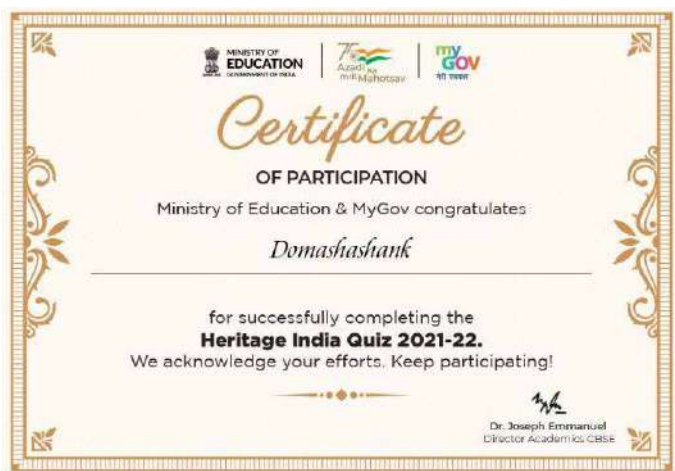 MINISTRY OF
EDUCATION
GOVERNMENT OF INDIA
75
Azadi Ka
Amrit Mahotsav
my
GOV
मेरी सरकार
Certificate
OF PARTICIPATION
Ministry of Education & MyGov congratulates
Domashashank
for successfully completing the
Heritage India Quiz 2021-22.
We acknowledge your efforts. Keep participating!
Dr. Joseph Emmanuel
Director Academics CBSE